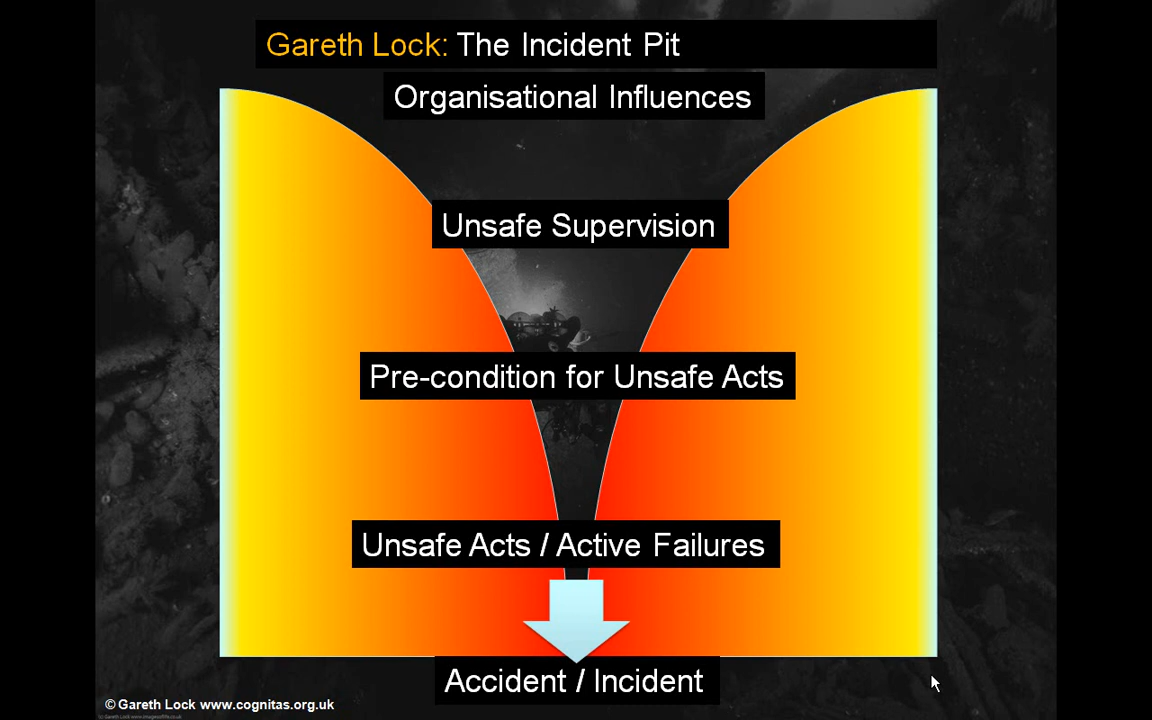 Gareth Lock: The Incident Pit
Organisational Influences
Unsafe Supervision
Pre-condition for Unsafe Acts
Unsafe Acts / Active Failures
Accident / Incident
© Gareth Lock www.cognitas.org.uk